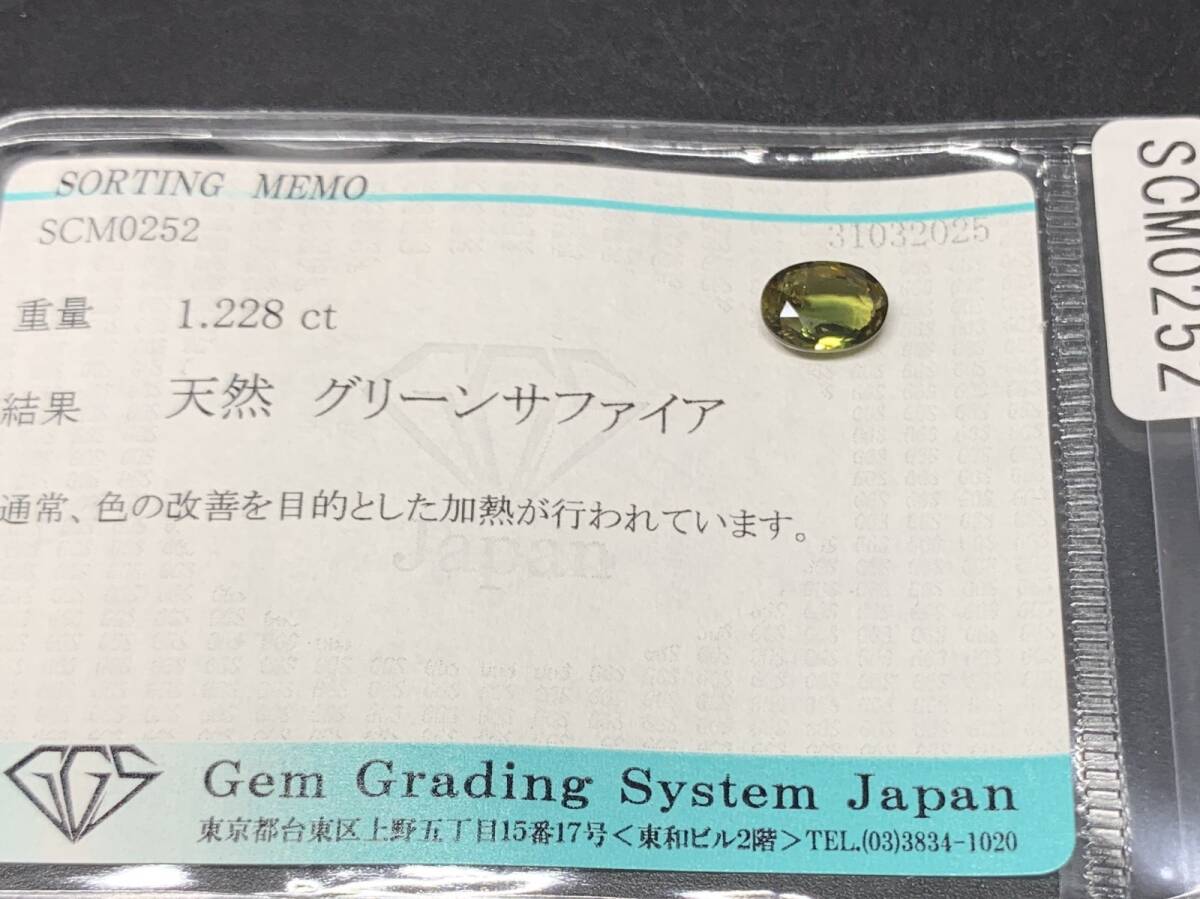 SORTING MEMO
SCM0252
31032025
重量 1.228 ct
結果 天然 グリーンサファイア
通常、色の改善を目的とした加熱が行われています。
Japan
GGS
Gem Grading System Japan
東京都台東区上野五丁目15番17号＜東和ビル2階＞TEL.(03)3834-1020
SCM0252